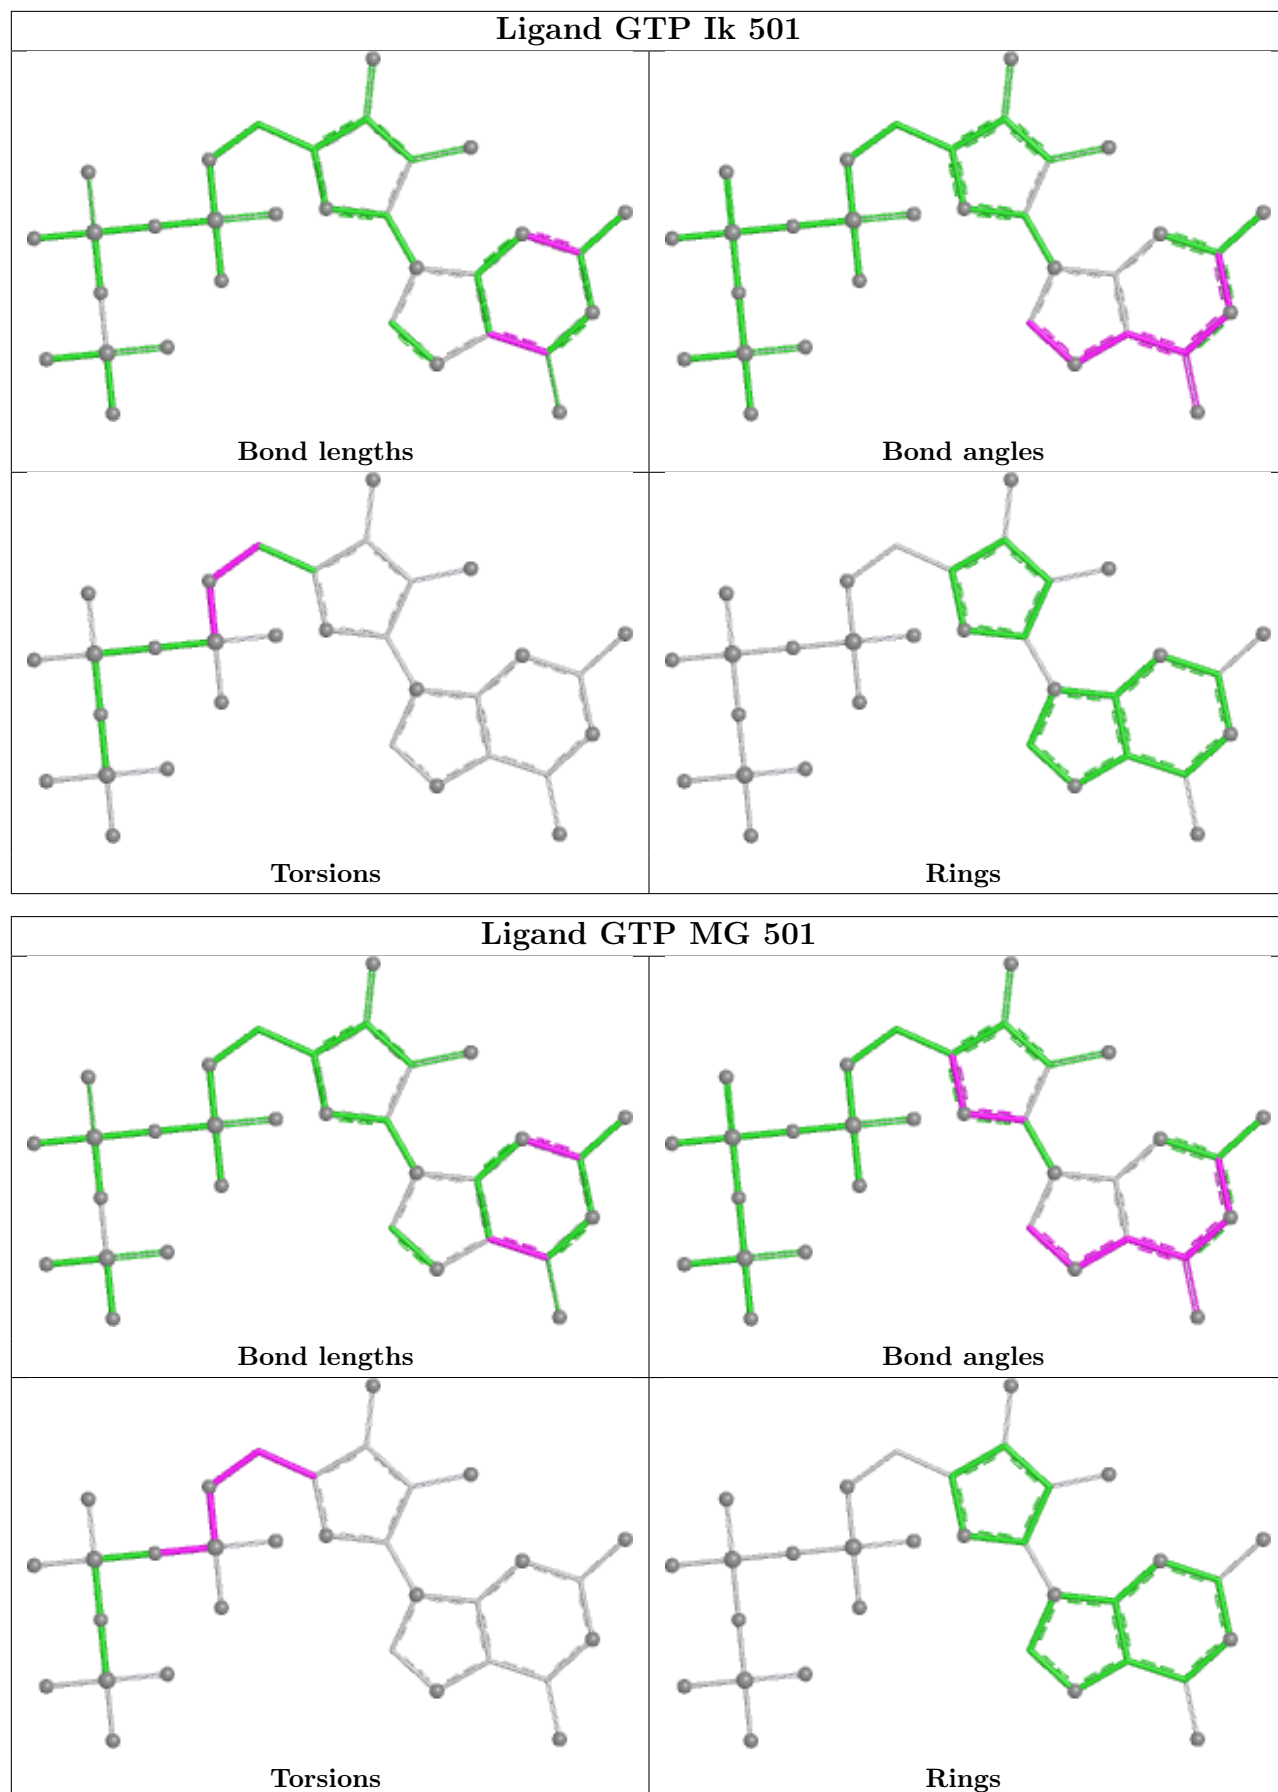 Ligand GTP Ik 501
Bond lengths
Bond angles
Torsions
Rings
Ligand GTP MG 501
Bond lengths
Bond angles
Torsions
Rings